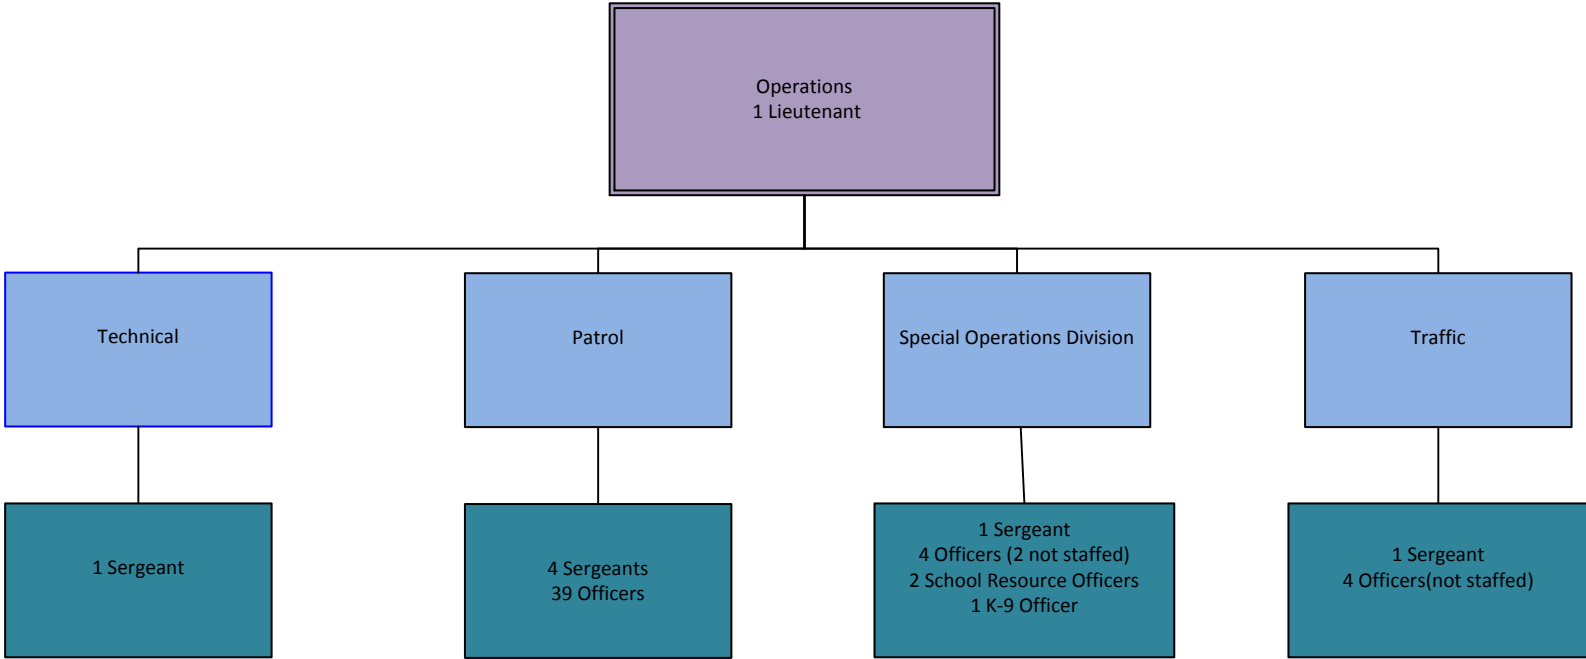 Operations
1 Lieutenant
Technical
Patrol
Special Operations Division
Traffic
1 Sergeant
4 Sergeants
39 Officers
1 Sergeant
4 Officers (2 not staffed)
2 School Resource Officers
1 K-9 Officer
1 Sergeant
4 Officers(not staffed)